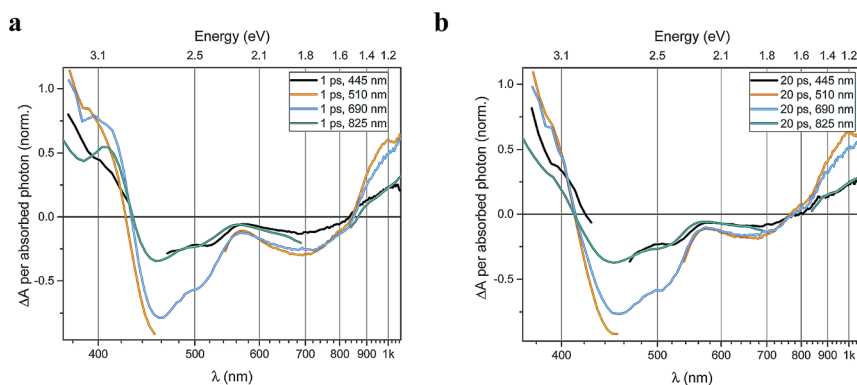 a
Energy (eV)
3.1 2.5 2.1 1.8 1.6 1.4 1.2
1 ps, 445 nm
1 ps, 510 nm
1 ps, 690 nm
1 ps, 825 nm
1.0
0.5
0.0
-0.5
ΔA per absorbed photon (norm.)
400 500 600 700 800 900 1k
λ (nm)
b
Energy (eV)
3.1 2.5 2.1 1.8 1.6 1.4 1.2
20 ps, 445 nm
20 ps, 510 nm
20 ps, 690 nm
20 ps, 825 nm
1.0
0.5
0.0
-0.5
ΔA per absorbed photon (norm.)
400 500 600 700 800 900 1k
λ (nm)